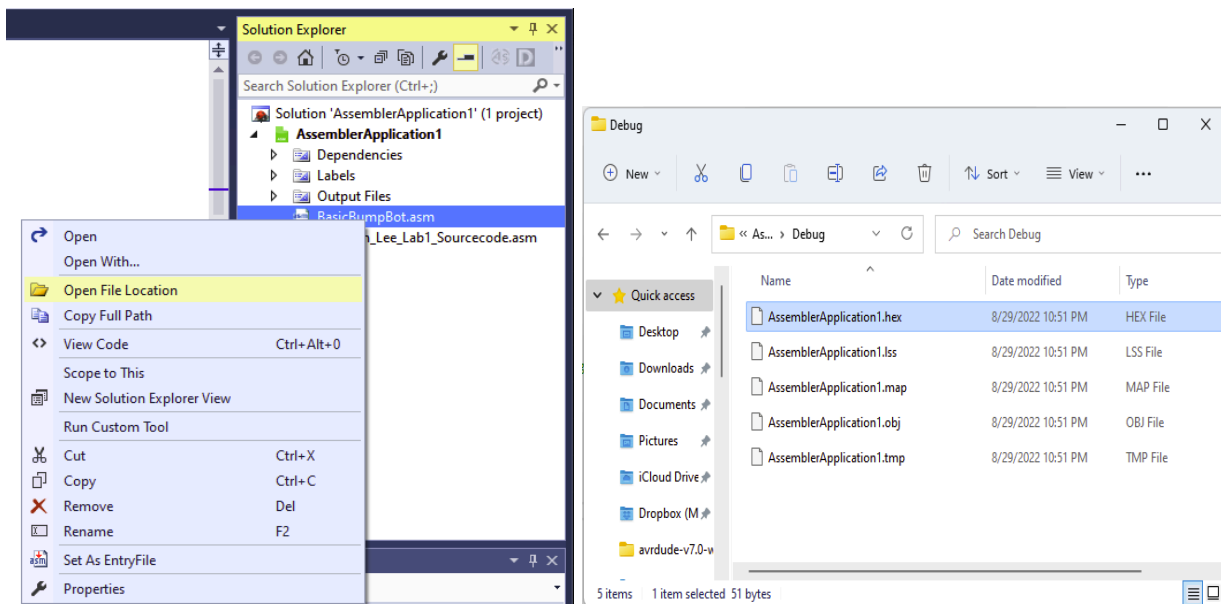 Solution Explorer
Search Solution Explorer (Ctrl+;)
Solution 'AssemblerApplication1' (1 project)
AssemblerApplication1
Dependencies
Labels
Output Files
BasicBumpBot.asm
_Lee_Lab1_Sourcecode.asm
Open
Open With...
Open File Location
Copy Full Path
View Code Ctrl+Alt+0
Scope to This
New Solution Explorer View
Run Custom Tool
Cut Ctrl+X
Copy Ctrl+C
Remove Del
Rename F2
asm Set As EntryFile
Properties
Debug
New Sort View ...
« As... › Debug Search Debug
Name Date modified Type
Quick access
Desktop
Downloads
Documents
Pictures
iCloud Drive
Dropbox (M
avrdude-v7.0-w
AssemblerApplication1.hex 8/29/2022 10:51 PM HEX File
AssemblerApplication1.lss 8/29/2022 10:51 PM LSS File
AssemblerApplication1.map 8/29/2022 10:51 PM MAP File
AssemblerApplication1.obj 8/29/2022 10:51 PM OBJ File
AssemblerApplication1.tmp 8/29/2022 10:51 PM TMP File
5 items 1 item selected 51 bytes